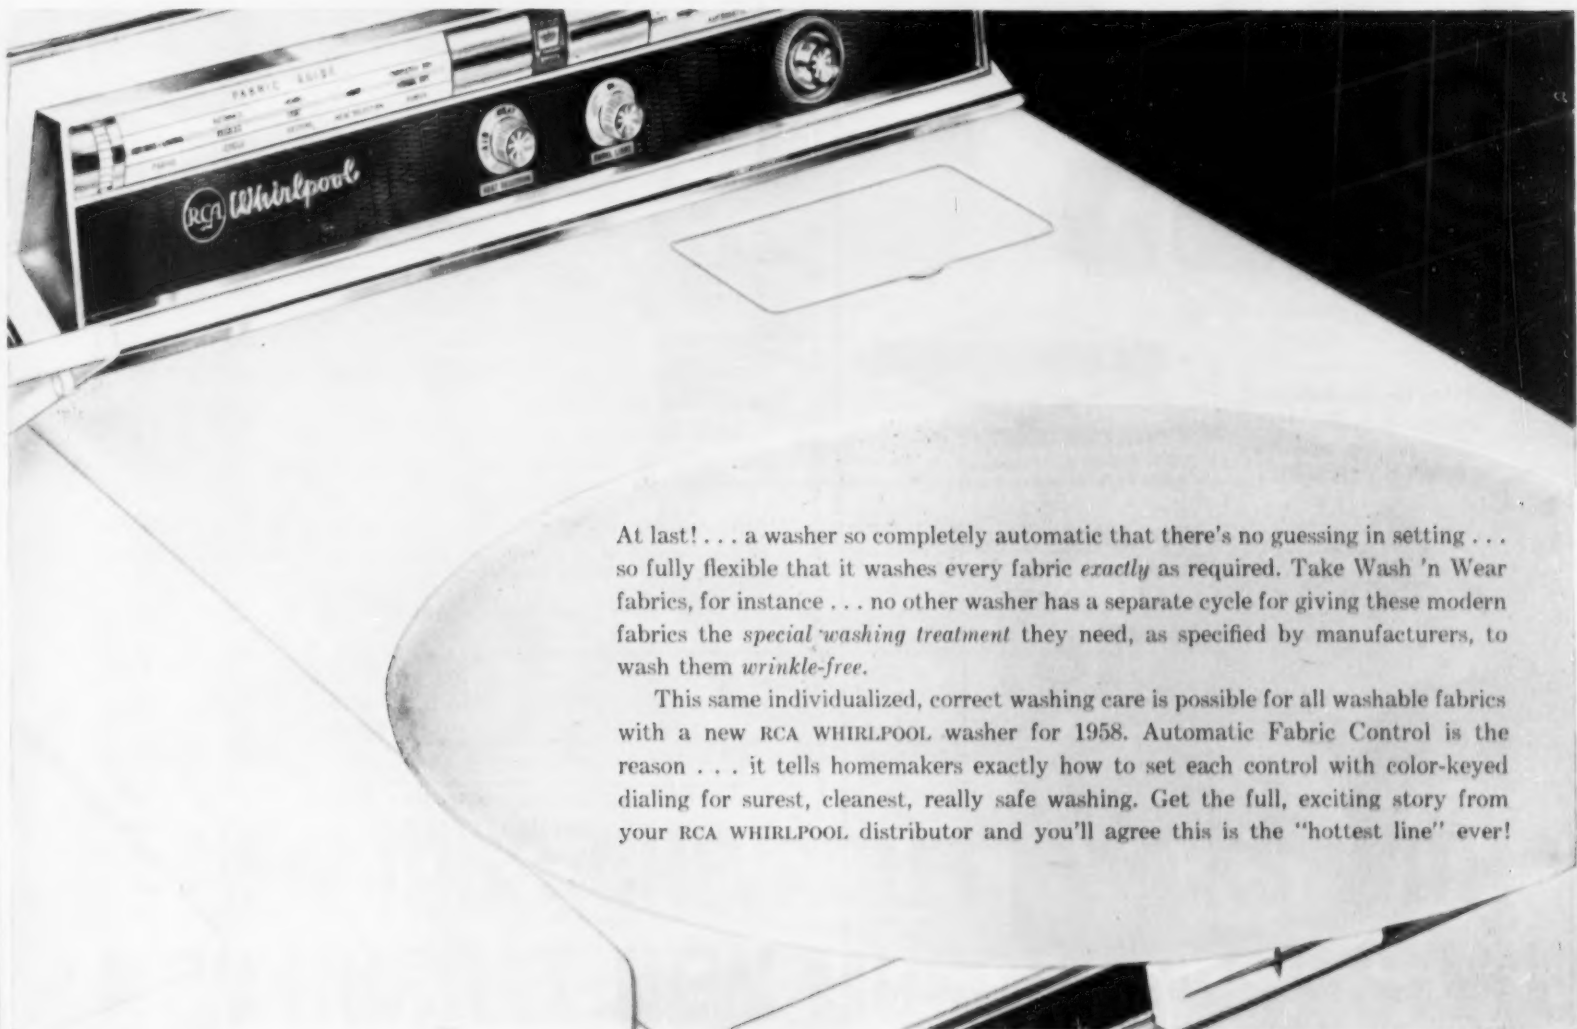 FABRIC GUIDE
RCA Whirlpool
At last! . . . a washer so completely automatic that there's no guessing in setting . . .
so fully flexible that it washes every fabric exactly as required. Take Wash 'n Wear
fabrics, for instance . . . no other washer has a separate cycle for giving these modern
fabrics the special washing treatment they need, as specified by manufacturers, to
wash them wrinkle-free.
This same individualized, correct washing care is possible for all washable fabrics
with a new RCA WHIRLPOOL washer for 1958. Automatic Fabric Control is the
reason . . . it tells homemakers exactly how to set each control with color-keyed
dialing for surest, cleanest, really safe washing. Get the full, exciting story from
your RCA WHIRLPOOL distributor and you'll agree this is the "hottest line" ever!